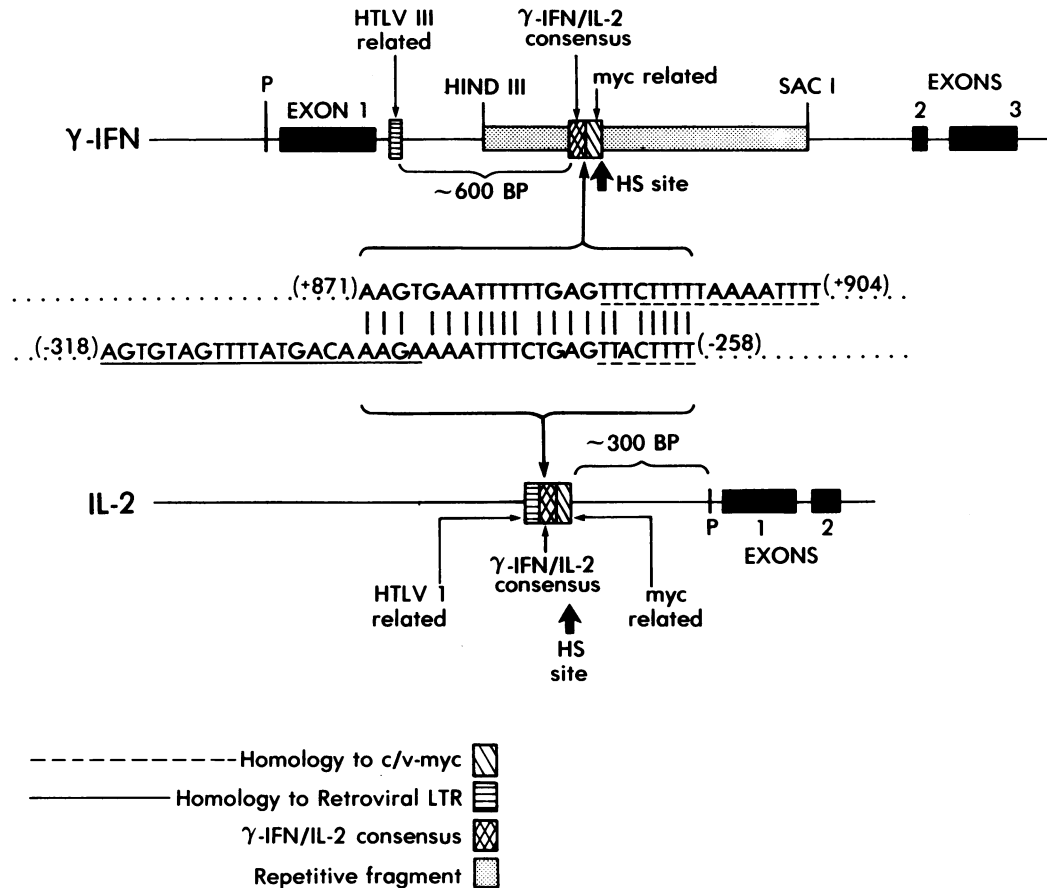 HTLV III
related
γ-IFN/IL-2
consensus
myc related
P
EXON 1
HIND III
SAC I
EXONS
2
3
γ-IFN
~600 BP
HS site
(+871) AAGTGAATTTTTTGAGTTTCTTTTTAAAATTTT (+904)
(-318) AGTGTAGTTTTATGACA AAGAAAATTTTCTGAGTTACTTTT (-258)
~300 BP
IL-2
P
1
2
EXONS
HTLV 1
related
γ-IFN/IL-2
consensus
myc
related
HS
site
Homology to c/v-myc
Homology to Retroviral LTR
γ-IFN/IL-2 consensus
Repetitive fragment